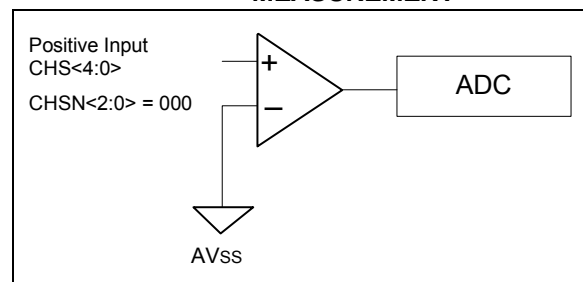 MEASUREMENT
Positive Input
CHS<4:0>
CHSN<2:0> = 000
+
−
ADC
AVSS